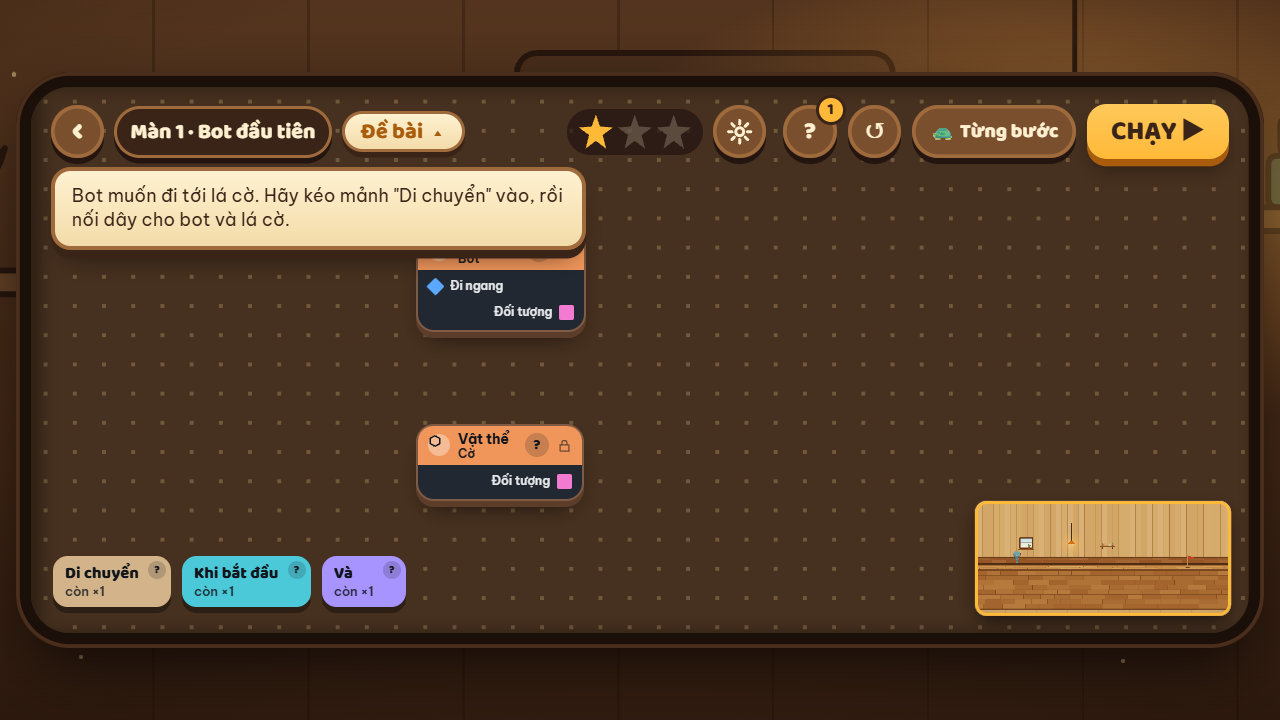 Màn 1 · Bot đầu tiên
Đề bài
1
?
Từng bước
CHẠY
Bot muốn đi tới lá cờ. Hãy kéo mảnh "Di chuyển" vào, rồi
nối dây cho bot và lá cờ.
Bot
Đi ngang
Đối tượng
Vật thể
?
Cờ
Đối tượng
Di chuyển ?
còn ×1
Khi bắt đầu ?
còn ×1
Và ?
còn ×1